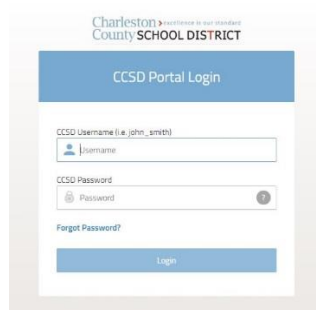 Charleston > excellence is our standard
County SCHOOL DISTRICT
CCSD Portal Login
CCSD Username (i.e. john_smith)
Username
CCSD Password
Password
?
Forgot Password?
Login